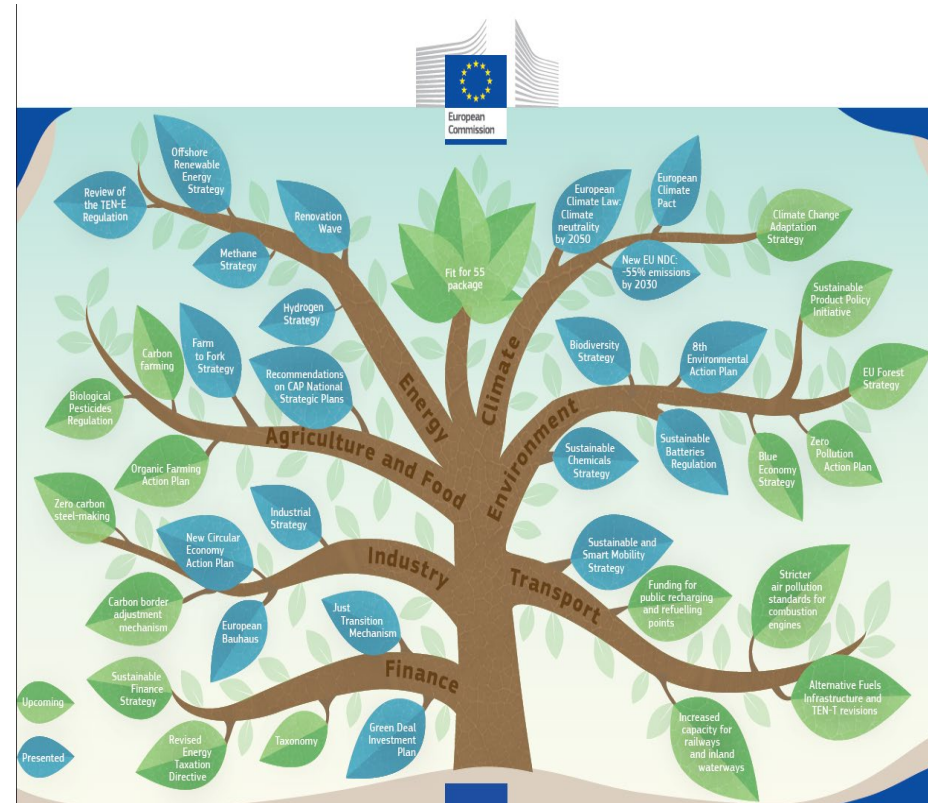 European
Commission
Offshore
Renewable
Energy
Strategy
Review of
the TEN-E
Regulation
Renovation
Wave
Methane
Strategy
Hydrogen
Strategy
Fit for 55
package
European
Climate Law:
Climate
neutrality
by 2050
European
Climate
Pact
Climate Change
Adaptation
Strategy
New EU NDC:
-55% emissions
by 2030
Sustainable
Product Policy
Initiative
Energy
Climate
Carbon
farming
Farm
to Fork
Strategy
Recommendations
on CAP National
Strategic Plans
Biological
Pesticides
Regulation
Organic Farming
Action Plan
Agriculture and Food
Biodiversity
Strategy
8th
Environmental
Action Plan
EU Forest
Strategy
Environment
Sustainable
Chemicals
Strategy
Sustainable
Batteries
Regulation
Blue
Economy
Strategy
Zero
Pollution
Action Plan
Zero carbon
steel-making
New Circular
Economy
Action Plan
Industrial
Strategy
Industry
Carbon border
adjustment
mechanism
European
Bauhaus
Just
Transition
Mechanism
Sustainable and
Smart Mobility
Strategy
Transport
Funding for
public recharging
and refuelling
points
Stricter
air pollution
standards for
combustion
engines
Alternative Fuels
Infrastructure and
TEN-T revisions
Increased
capacity for
railways
and inland
waterways
Finance
Sustainable
Finance
Strategy
Revised
Energy
Taxation
Directive
Taxonomy
Green Deal
Investment
Plan
Upcoming
Presented